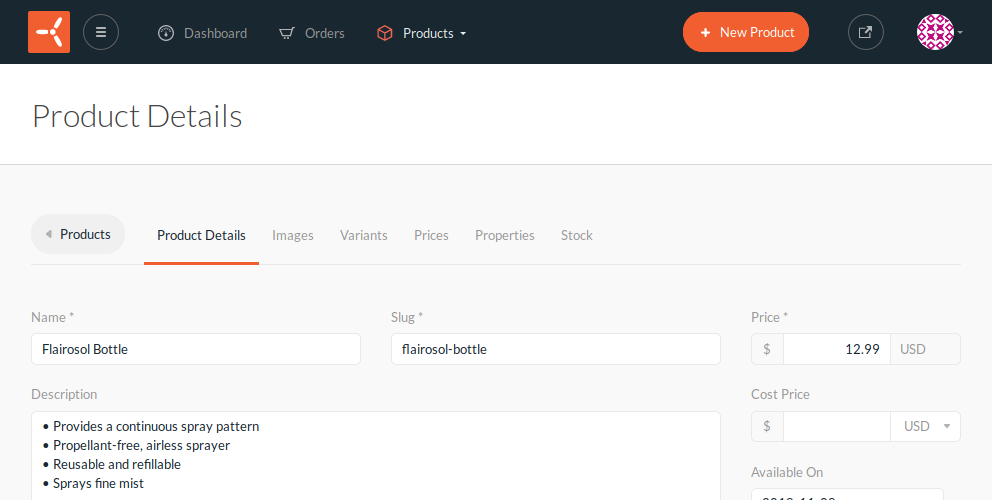 Dashboard
Orders
Products
+ New Product
Product Details
Products
Product Details
Images
Variants
Prices
Properties
Stock
Name *
Slug *
Price *
Flairosol Bottle
flairosol-bottle
$ 12.99 USD
Description
Cost Price
• Provides a continuous spray pattern
• Propellant-free, airless sprayer
• Reusable and refillable
• Sprays fine mist
$ USD
Available On